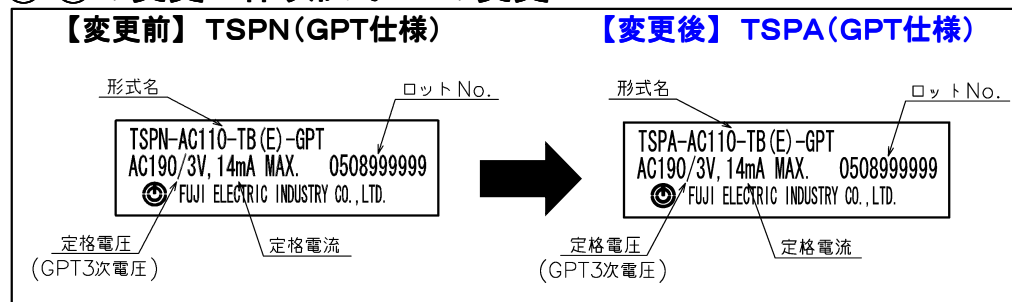 【変更前】 TSPN(GPT仕様)
形式名
ロットNo.
TSPN-AC110-TB(E)-GPT
AC190/3V,14mA MAX. 0508999999
FUJI ELECTRIC INDUSTRY CO.,LTD.
定格電圧
(GPT3次電圧)
定格電流
【変更後】 TSPA(GPT仕様)
形式名
ロットNo.
TSPA-AC110-TB(E)-GPT
AC190/3V,14mA MAX. 0508999999
FUJI ELECTRIC INDUSTRY CO.,LTD.
定格電圧
(GPT3次電圧)
定格電流